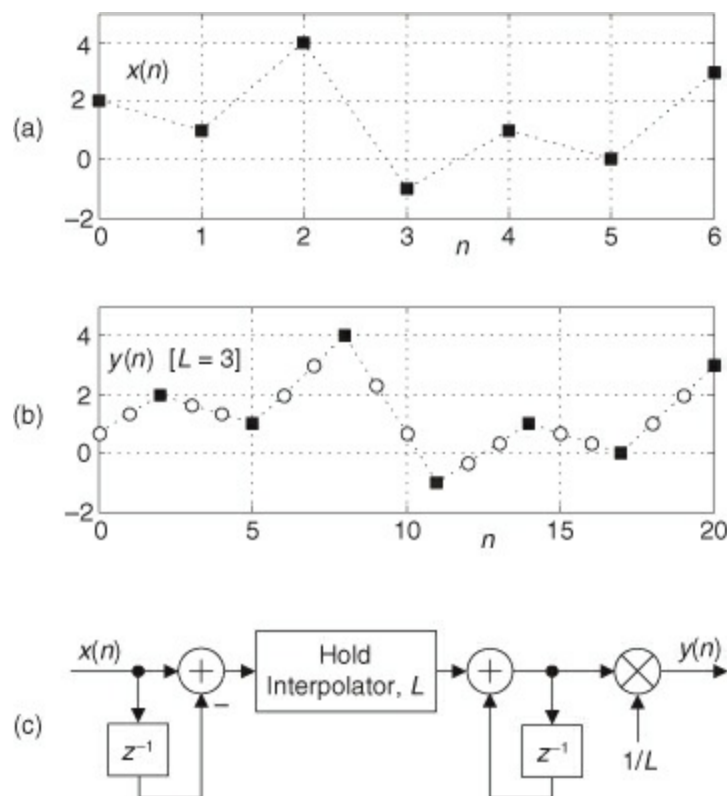 4
x(n)
2
(a)
0
−2
0 1 2 3 4 5 6
n
4
y(n) [L = 3]
2
(b)
0
−2
0 5 10 15 20
n
x(n)
y(n)
+
Hold
Interpolator, L
+
−
(c)
z⁻¹
z⁻¹
1/L